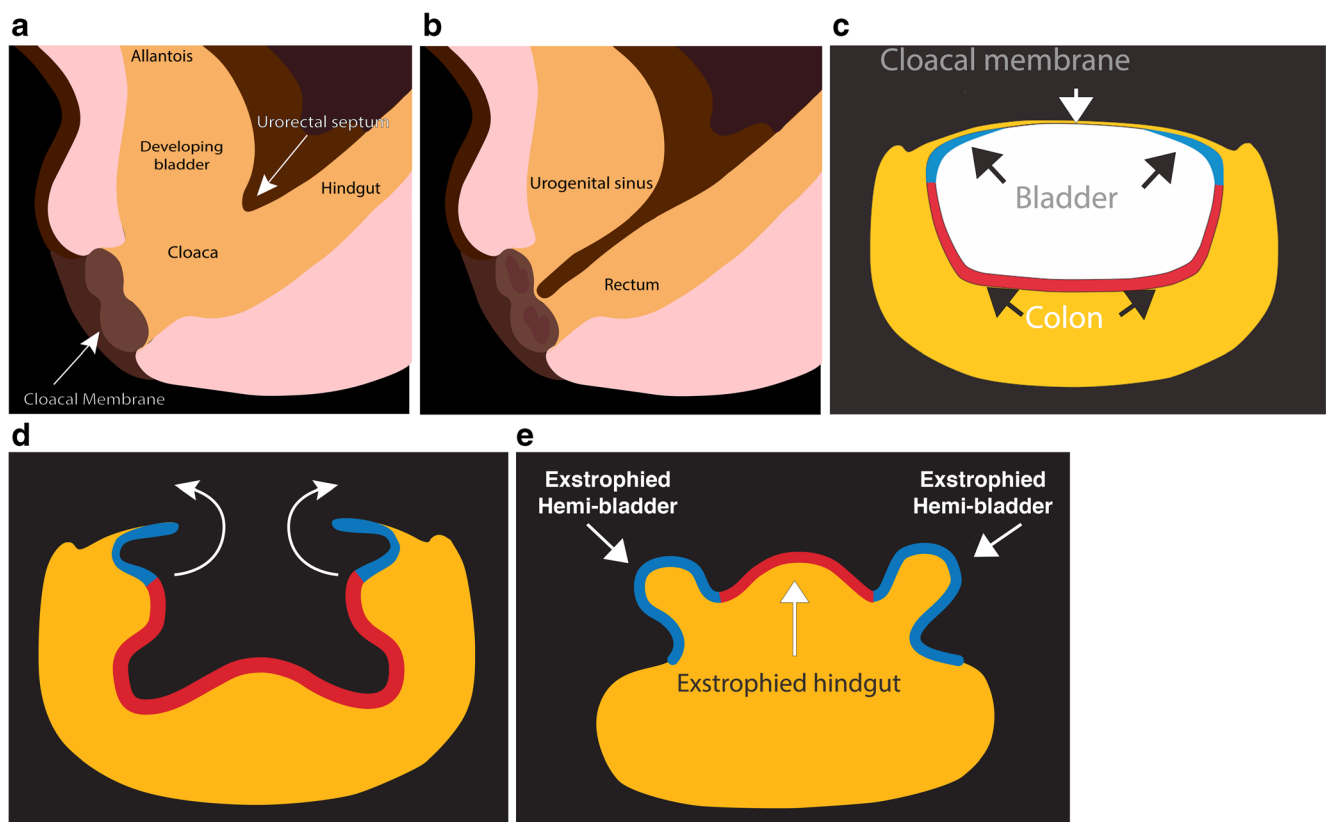 a
Allantois
Urorectal septum
Developing
bladder
Hindgut
Cloaca
Cloacal Membrane
b
Urogenital sinus
Rectum
c
Cloacal membrane
Bladder
Colon
d
e
Exstrophied
Hemi-bladder
Exstrophied
Hemi-bladder
Exstrophied hindgut